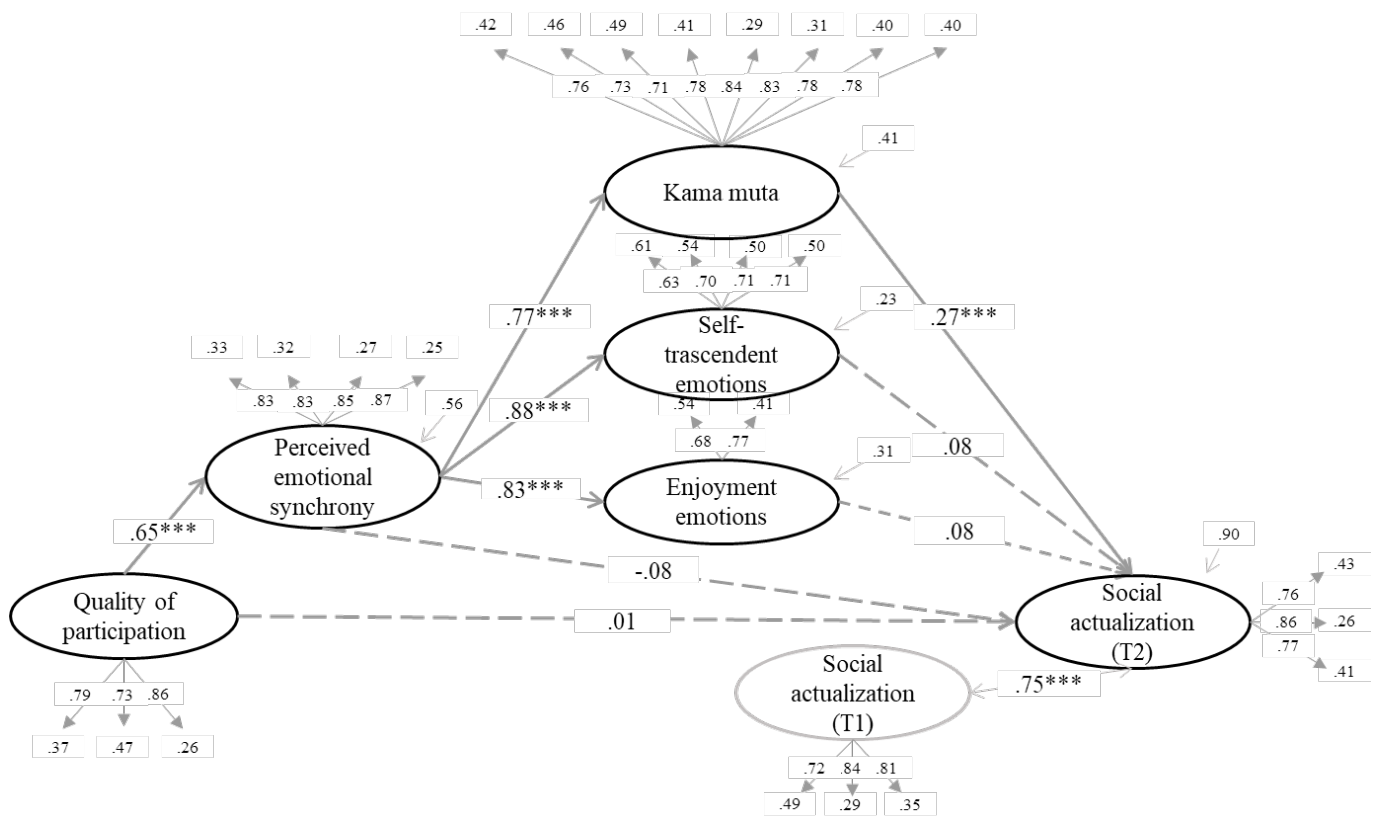 .42 .46 .49 .41 .29 .31 .40 .40
.76 .73 .71 .78 .84 .83 .78 .78
.41
Kama muta
.61 .54 .50 .50
.63 .70 .71 .71
.23
.77***
.27***
Self-
trascendent
emotions
.33 .32 .27 .25
.83 .83 .85 .87
.56
.88***
.54 .41
.68 .77
.31
.08
Perceived
emotional
synchrony
.83***
Enjoyment
emotions
.08
.65***
.90
-.08
.43
.76
Quality of
participation
.01
Social
actualization
(T2)
.86
.26
.77
.41
Social
actualization
(T1)
.75***
.79 .73 .86
.37 .47 .26
.72 .84 .81
.49 .29 .35